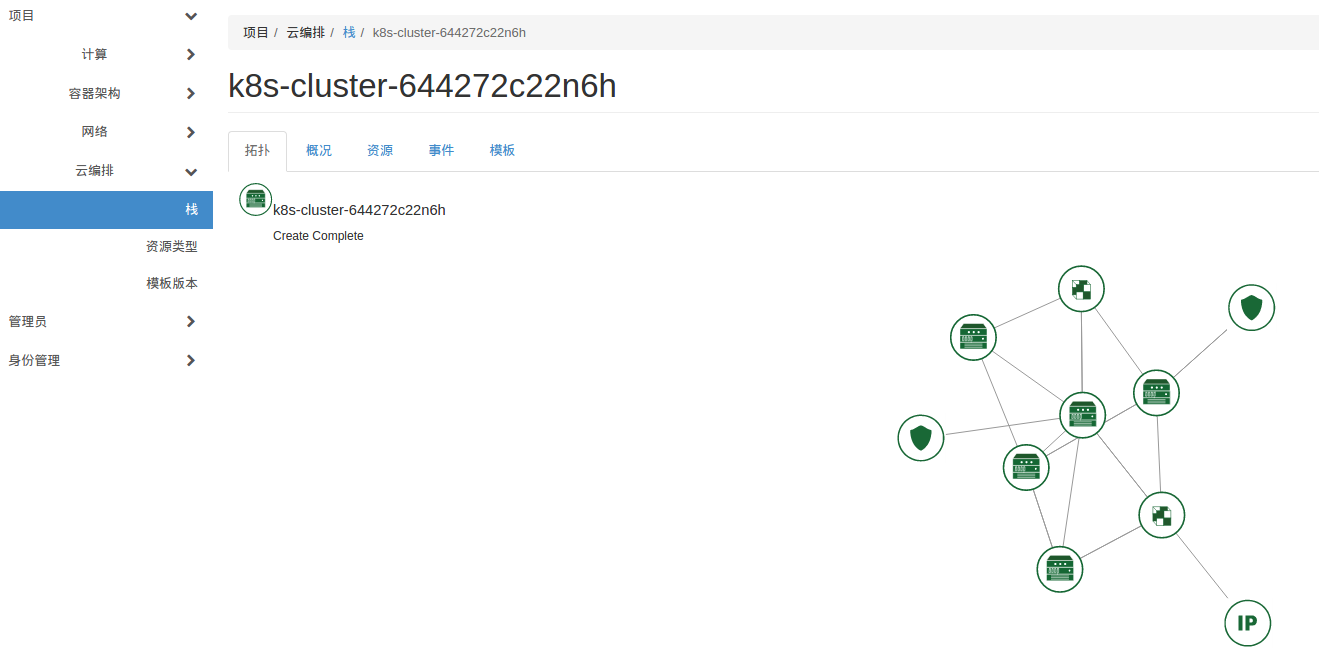 项目
计算
容器架构
网络
云编排
栈
资源类型
模板版本
管理员
身份管理
项目 / 云编排 / 栈 / k8s-cluster-644272c22n6h
k8s-cluster-644272c22n6h
拓扑 概况 资源 事件 模板
k8s-cluster-644272c22n6h
Create Complete
IP